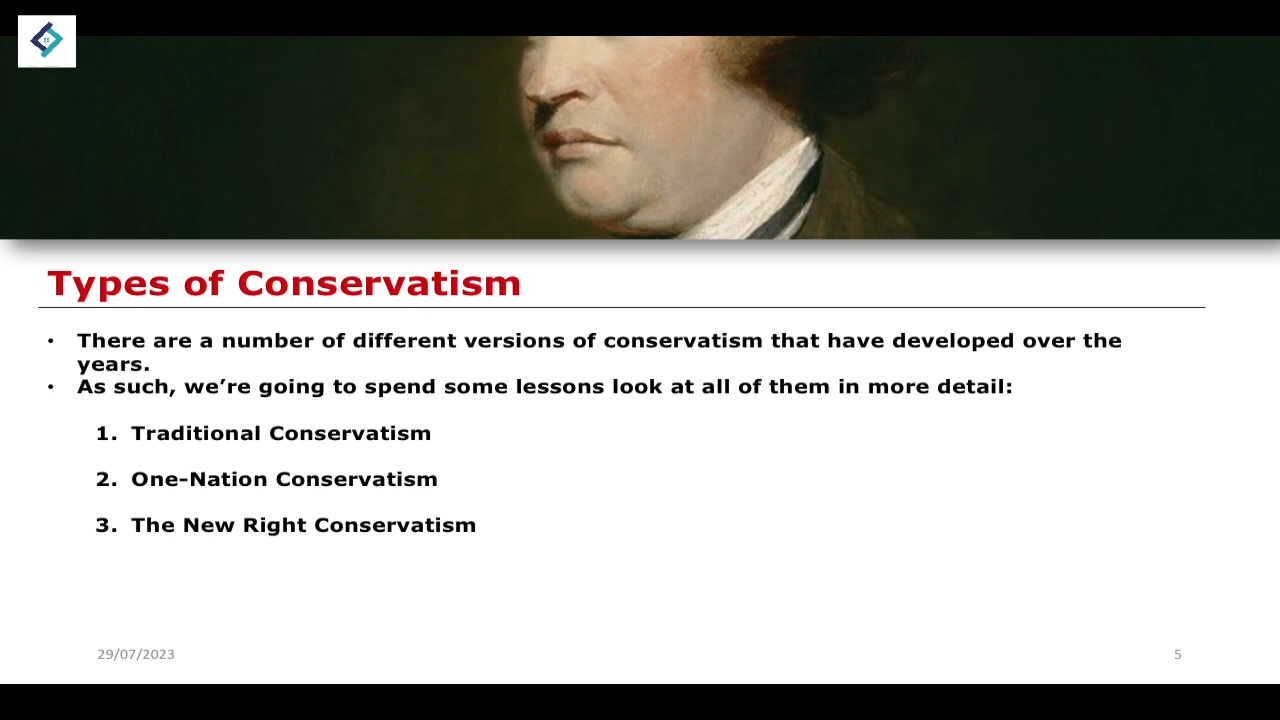 Types of Conservatism
• There are a number of different versions of conservatism that have developed over the
years.
• As such, we’re going to spend some lessons look at all of them in more detail:
1. Traditional Conservatism
2. One-Nation Conservatism
3. The New Right Conservatism
29/07/2023
5